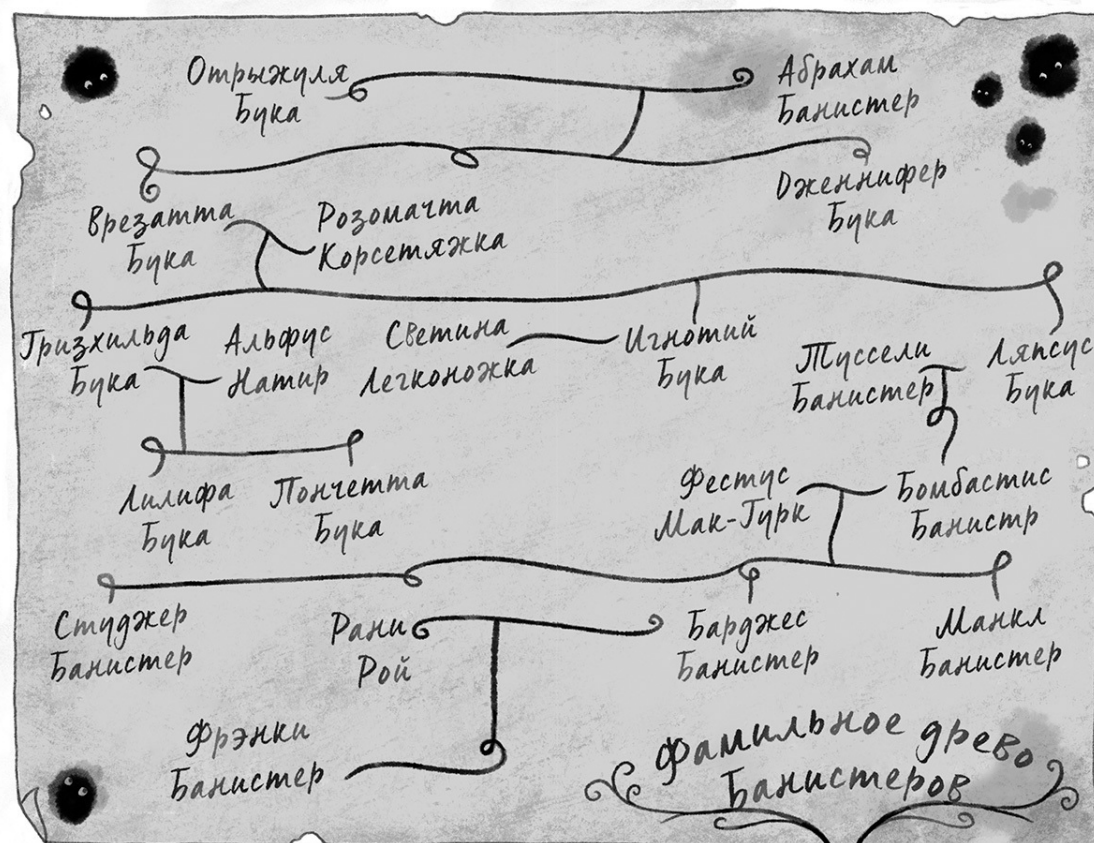 Отрыжуля
Бука
Абрахам
Банистер
Врезатта
Бука
Розомачта
Корсетяжка
Дженнифер
Бука
Гризхильда
Бука
Альфус
Натир
Светина
Легконожка
Игнотий
Бука
Туссели
Банистер
Ляпсус
Бука
Лилифа
Бука
Пончетта
Бука
Фестус
Мак-Гурк
Бомбастис
Банистр
Студжер
Банистер
Рани
Рой
Барджес
Банистер
Манкл
Банистер
Фрэнки
Банистер
Фамильное древо
Банистеров